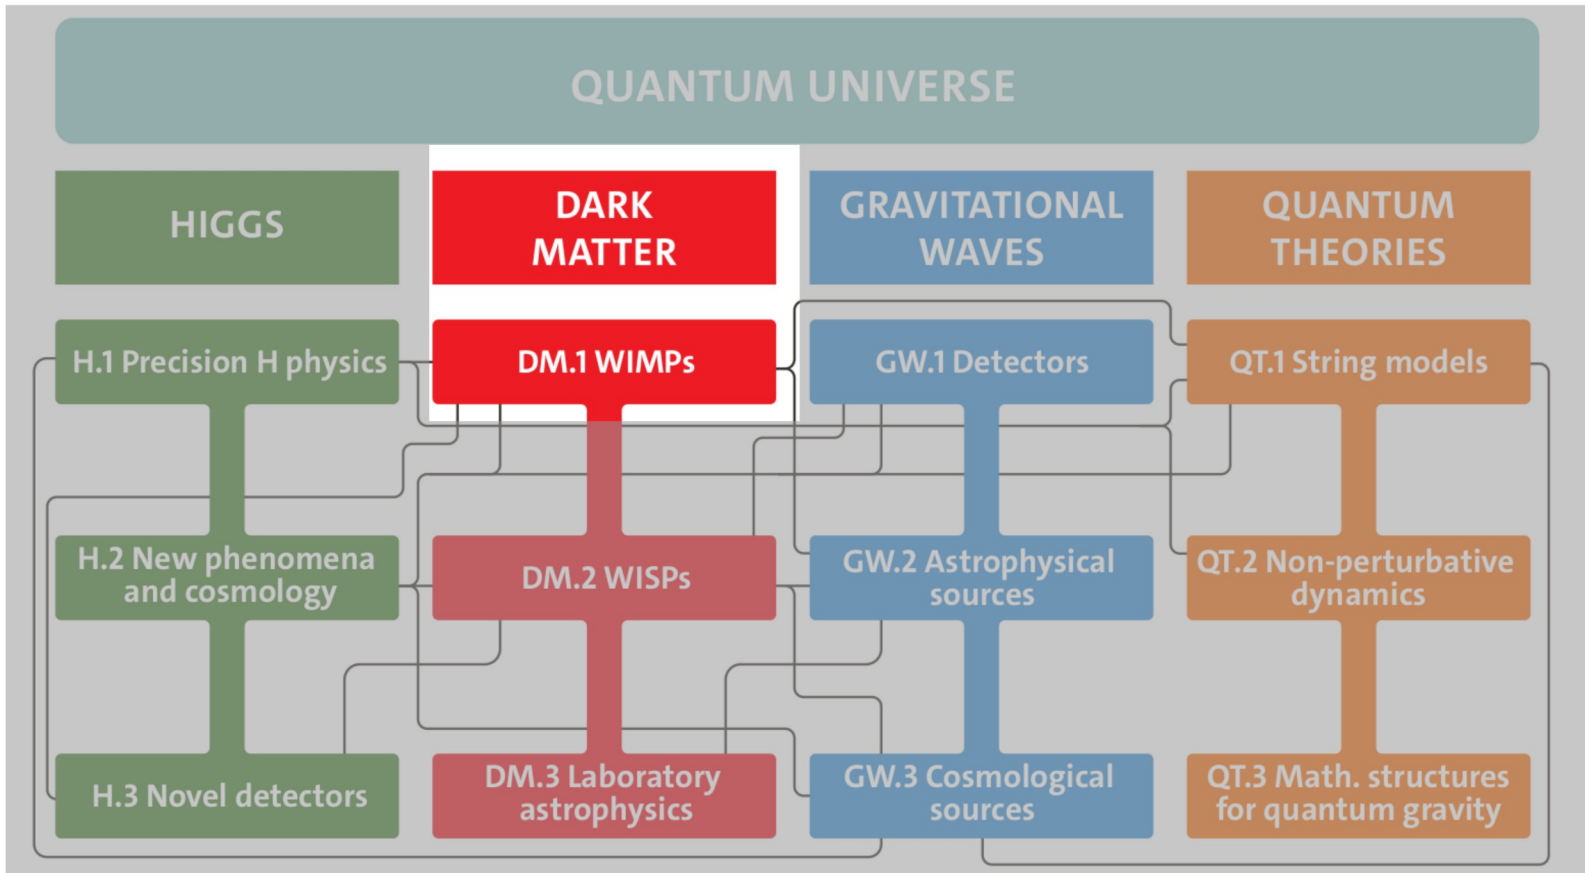 QUANTUM UNIVERSE
HIGGS
DARK
MATTER
GRAVITATIONAL
WAVES
QUANTUM
THEORIES
H.1 Precision H physics
DM.1 WIMPs
GW.1 Detectors
QT.1 String models
H.2 New phenomena
and cosmology
DM.2 WISPs
GW.2 Astrophysical
sources
QT.2 Non-perturbative
dynamics
H.3 Novel detectors
DM.3 Laboratory
astrophysics
GW.3 Cosmological
sources
QT.3 Math. structures
for quantum gravity